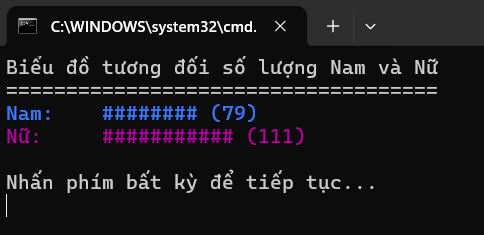 C:\WINDOWS\system32\cmd.
Biểu đồ tương đối số lượng Nam và Nữ
====================================
Nam:    ######## (79)
Nữ:     ########### (111)
Nhấn phím bất kỳ để tiếp tục...